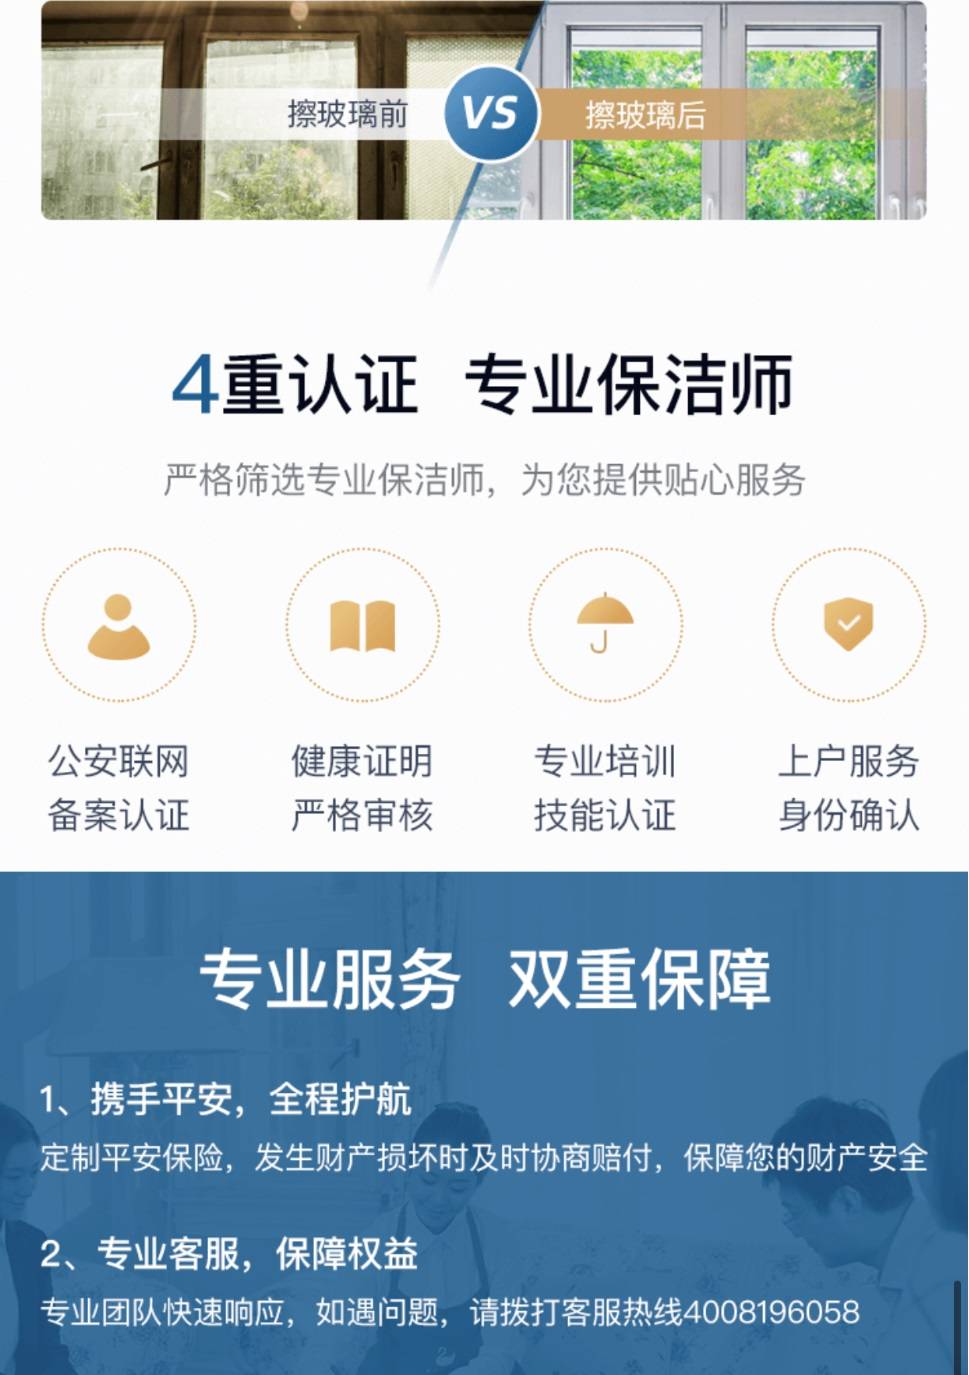 擦玻璃前 VS 擦玻璃后
4重认证 专业保洁师
严格筛选专业保洁师，为您提供贴心服务
公安联网 健康证明 专业培训 上户服务
备案认证 严格审核 技能认证 身份确认
专业服务 双重保障
1、携手平安，全程护航
定制平安保险，发生财产损坏时及时协商赔付，保障您的财产安全
2、专业客服，保障权益
专业团队快速响应，如遇问题，请拨打客服热线4008196058